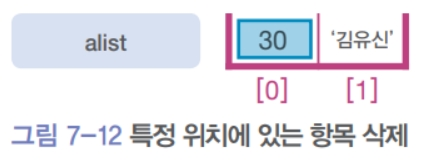 alist 30 '김유신'
[0] [1]
그림 7-12 특정 위치에 있는 항목 삭제